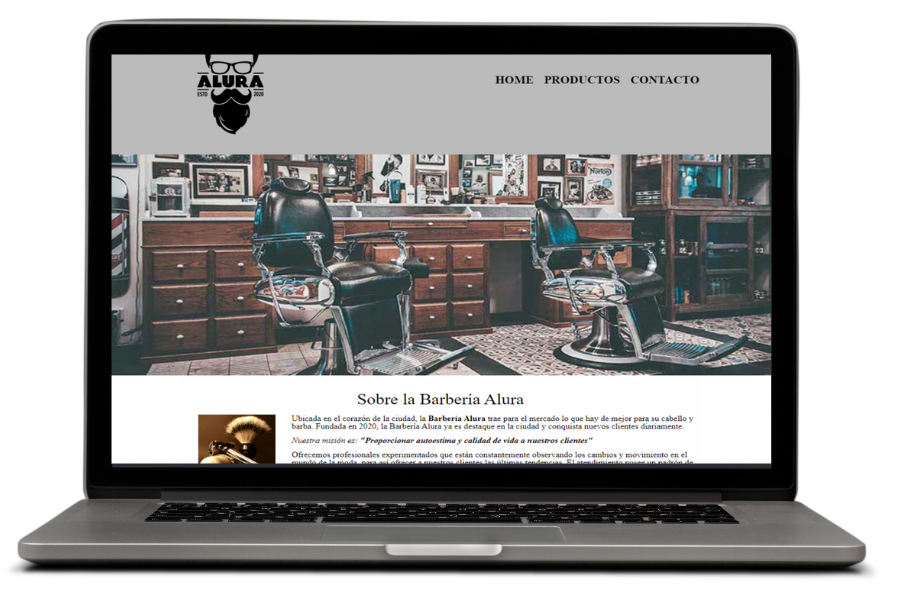 ALURA
ESTD 2020
HOME PRODUCTOS CONTACTO
Norton
Sobre la Barbería Alura
Ubicada en el corazón de la ciudad, la Barbería Alura trae para el mercado lo que hay de mejor para su cabello y
barba. Fundada en 2020, la Barbería Alura ya es destaque en la ciudad y conquista nuevos clientes diariamente.
Nuestra misión es: "Proporcionar autoestima y calidad de vida a nuestros clientes"
Ofrecemos profesionales experimentados que están constantemente observando los cambios y movimiento en el
mundo de la moda, para así ofrecer a nuestros clientes las últimas tendencias. El atendimiento posee un padrón de